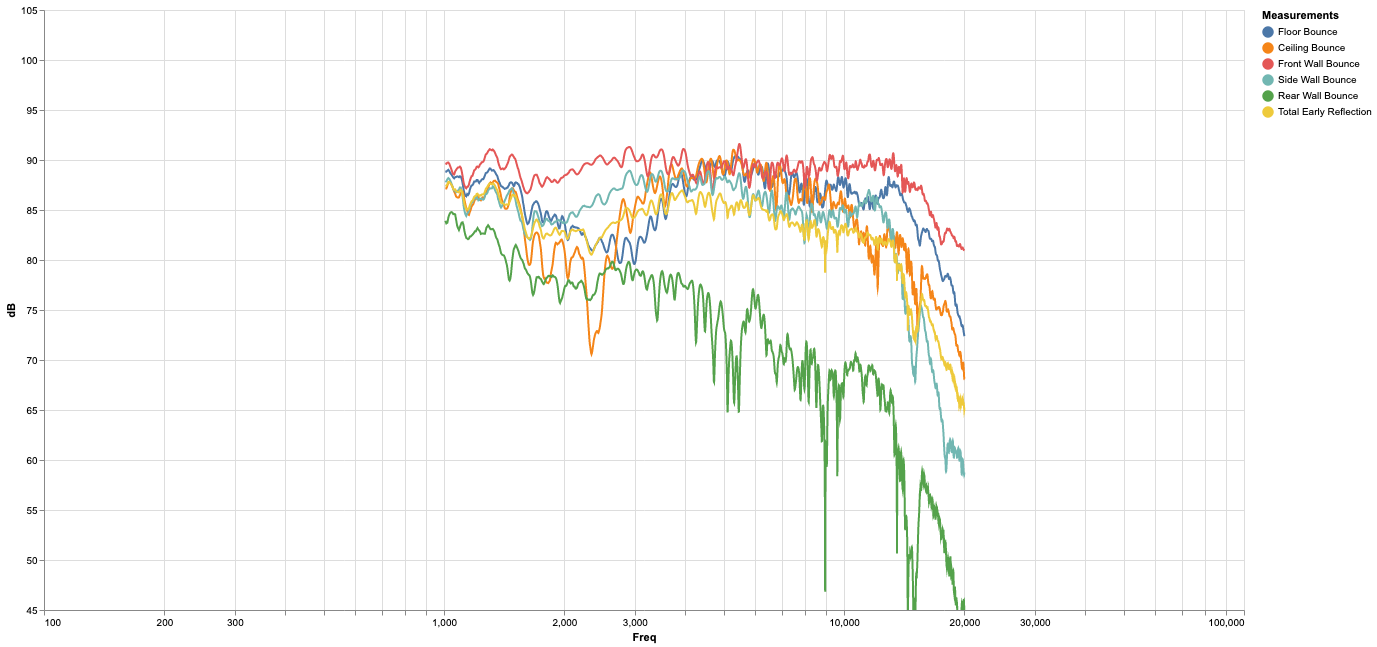 105
100
95
90
85
80
75
70
65
60
55
50
45
dB
100
200
300
1,000
2,000
3,000
10,000
20,000
30,000
100,000
Freq
Measurements
Floor Bounce
Ceiling Bounce
Front Wall Bounce
Side Wall Bounce
Rear Wall Bounce
Total Early Reflection